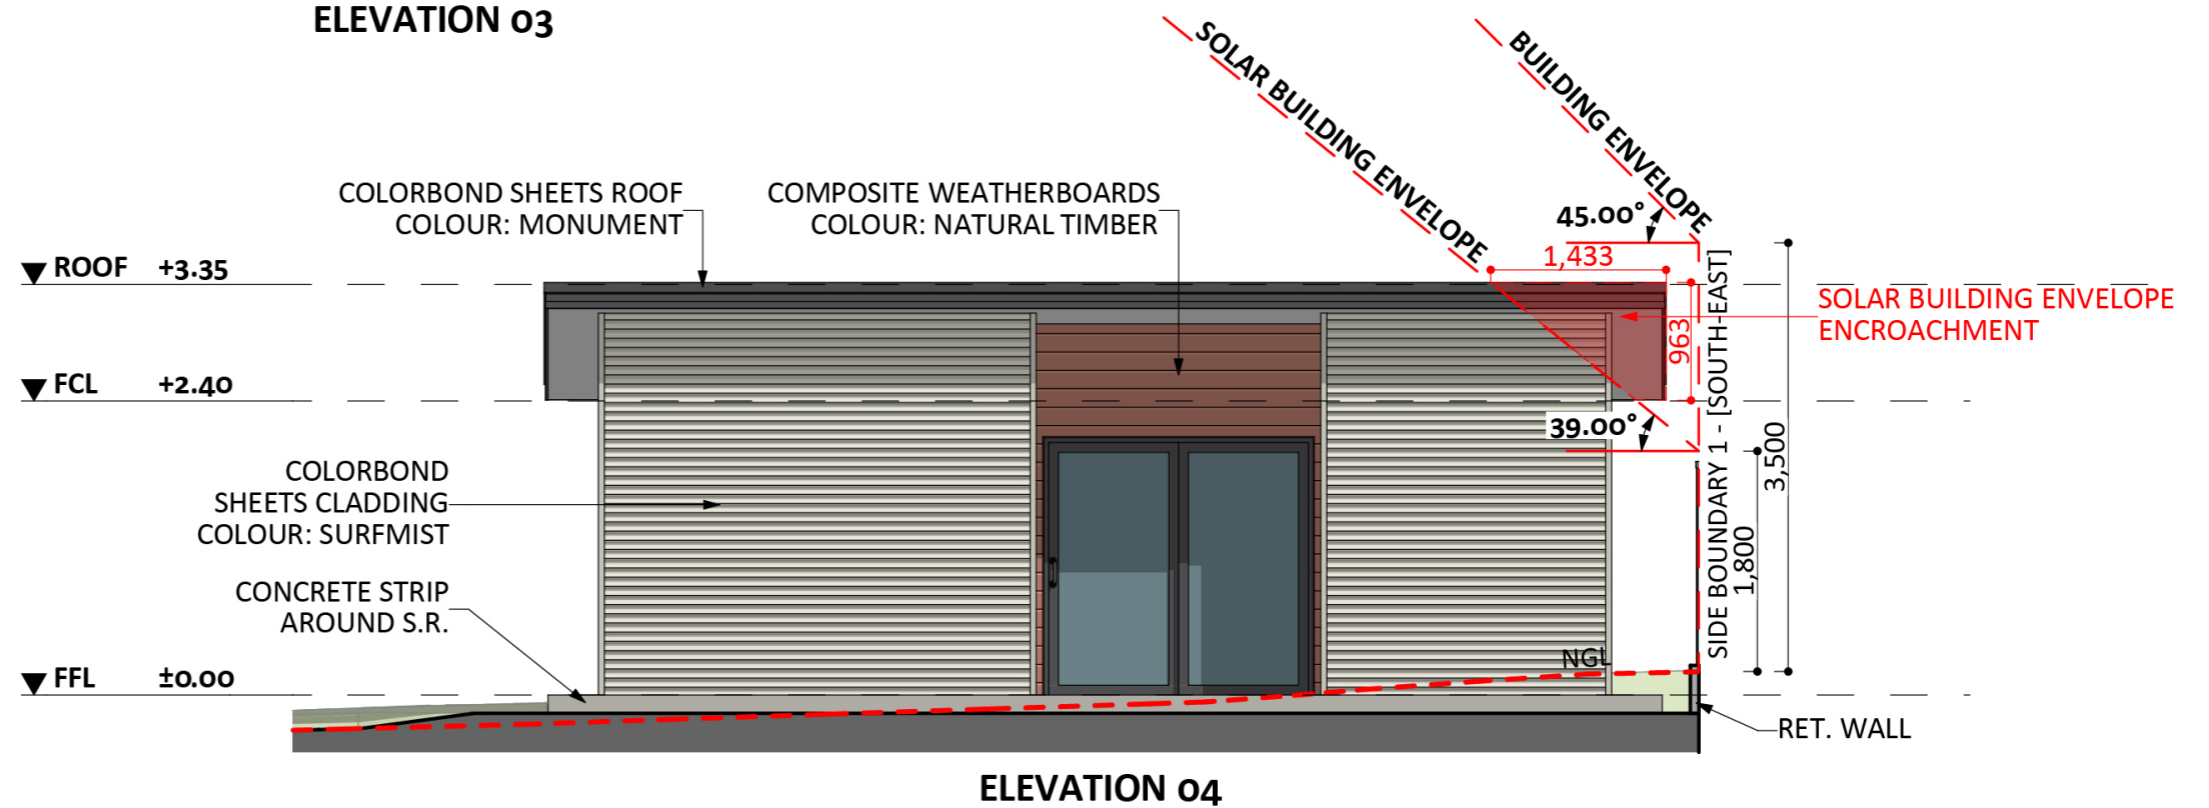 ELEVATION 03
SOLAR BUILDING ENVELOPE
BUILDING ENVELOPE
COLORBOND SHEETS ROOF
COLOUR: MONUMENT
COMPOSITE WEATHERBOARDS
COLOUR: NATURAL TIMBER
45.00°
1,433
ROOF +3.35
SOLAR BUILDING ENVELOPE
ENCROACHMENT
963
FCL +2.40
39.00°
SIDE BOUNDARY 1 - [SOUTH-EAST]
3,500
1,800
COLORBOND
SHEETS CLADDING
COLOUR: SURFMIST
CONCRETE STRIP
AROUND S.R.
NGL
FFL ±0.00
RET. WALL
ELEVATION 04